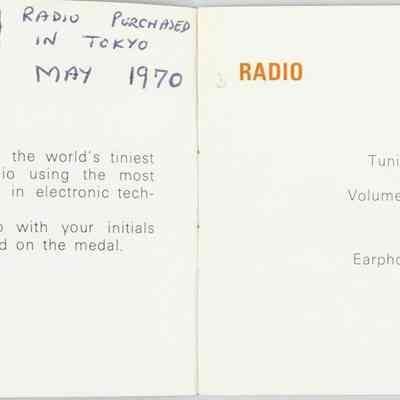 RADIO PURCHASED
IN TOKYO
MAY 1970
the world's tiniest
using the most
in electronic tech-
with your initials
on the medal.
RADIO
Tuni
Volume
Earpho